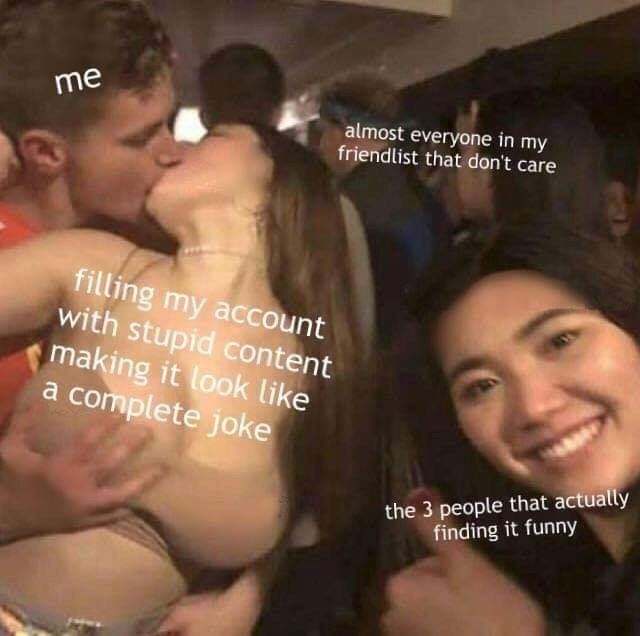 me
almost everyone in my
friendlist that don't care
filling my account
with stupid content
making it look like
a complete joke
the 3 people that actually
finding it funny